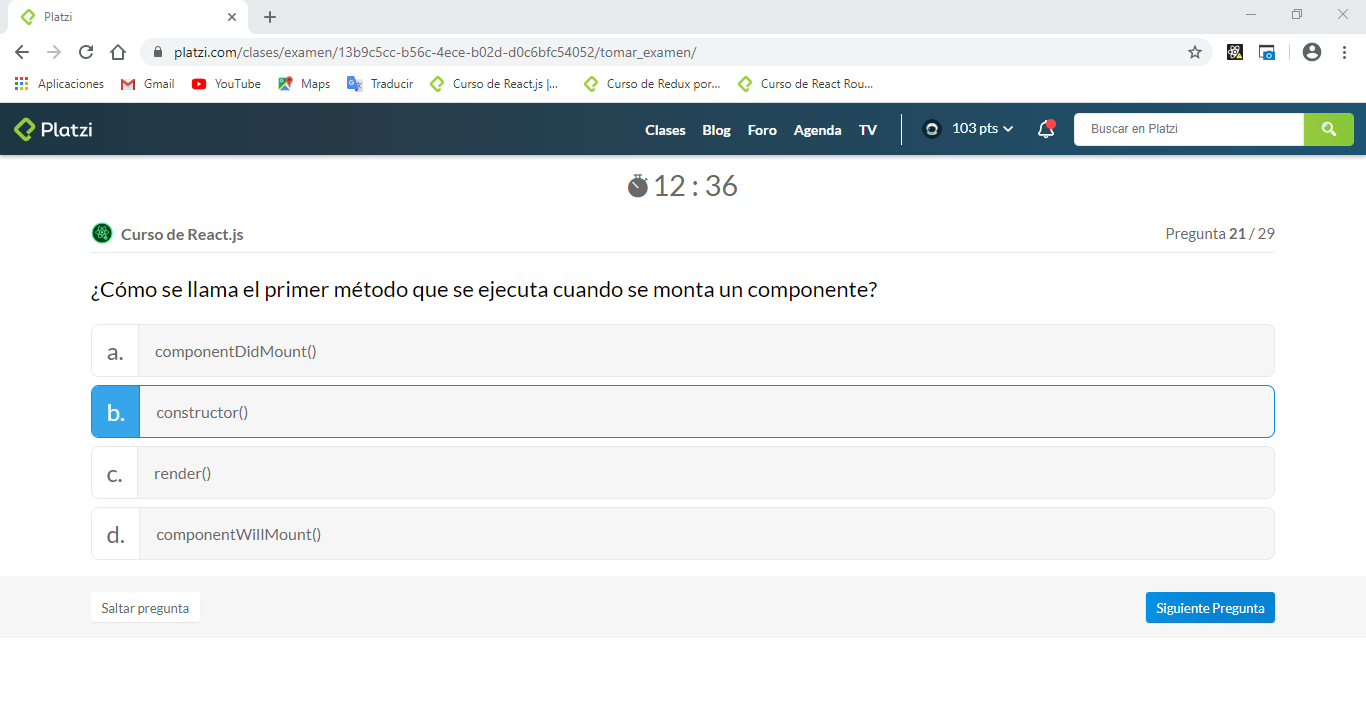 Platzi
platzi.com/clases/examen/13b9c5cc-b56c-4ece-b02d-d0c6bfc54052/tomar_examen/
Aplicaciones Gmail YouTube Maps Traducir Curso de React.js |... Curso de Redux por... Curso de React Rou...
Platzi Clases Blog Foro Agenda TV 103 pts Buscar en Platzi
12 : 36
Curso de React.js Pregunta 21 / 29
¿Cómo se llama el primer método que se ejecuta cuando se monta un componente?
a. componentDidMount()
b. constructor()
c. render()
d. componentWillMount()
Saltar pregunta Siguiente Pregunta